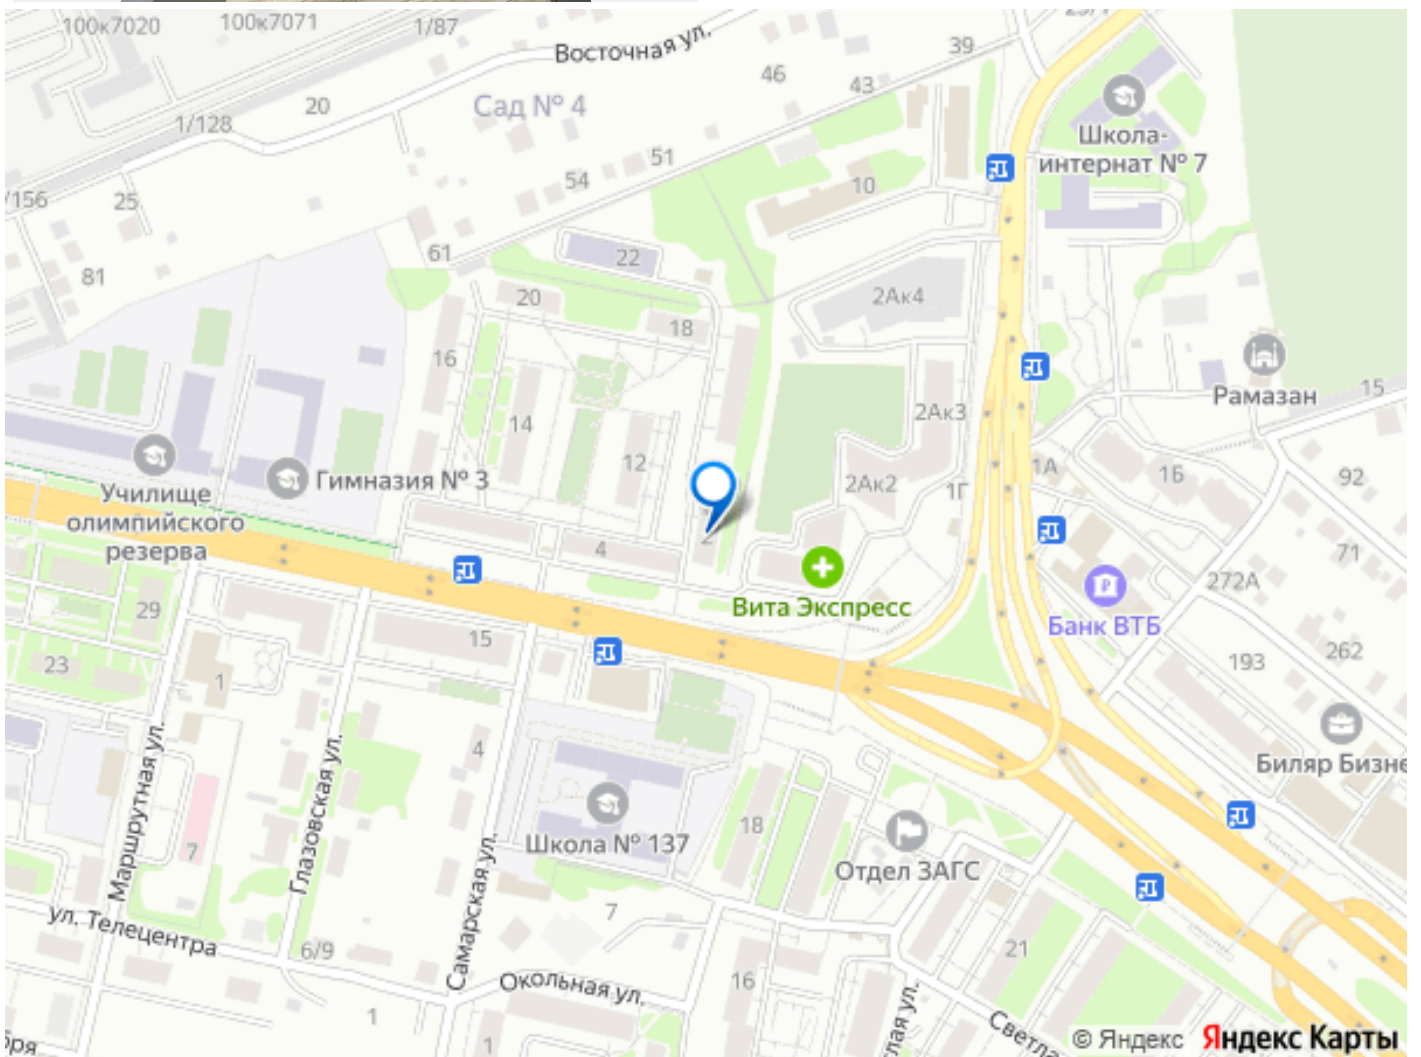 100к7020
100к7071
1/87
Восточная ул.
39
46
43
20
Сад № 4
1/128
Школа-
интернат № 7
51
54
10
/156
25
61
22
81
2Ак4
20
18
16
Рамазан
15
2Ак3
14
12
1А
1Б
92
Гимназия № 3
2Ак2
1Г
Училище
олимпийского
резерва
2
4
71
272А
Вита Экспресс
Банк ВТБ
29
15
23
1
193
262
4
Маршрутная ул.
Глазовская ул.
Самарская ул.
Биляр Бизне
Школа № 137
18
7
Отдел ЗАГС
7
ул. Телецентра
6/9
21
Окольная ул.
16
1
1
бря
лая ул.
Светла
© Яндекс Яндекс Карты